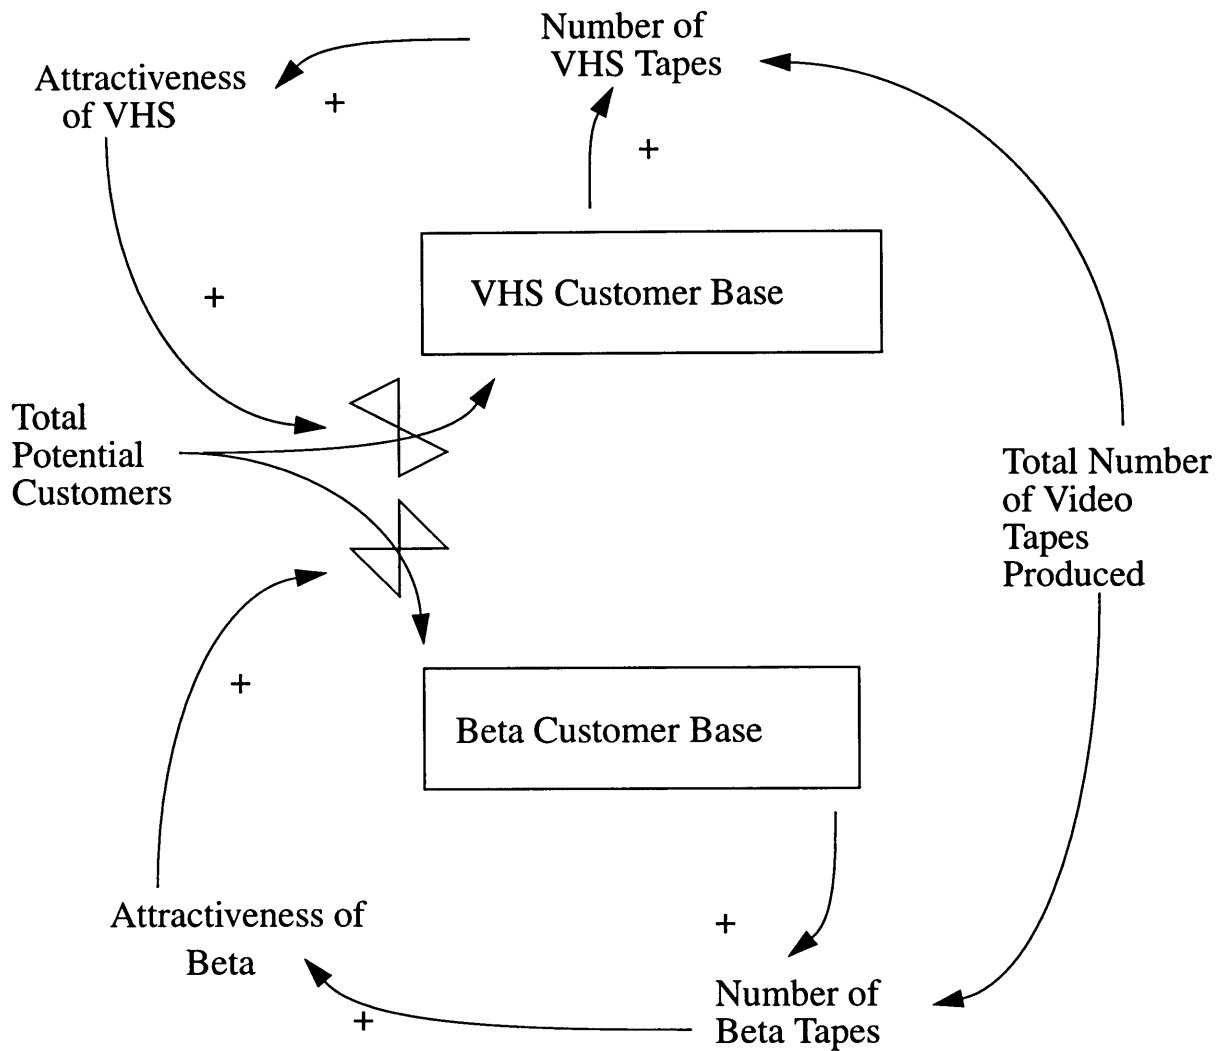 Number of
VHS Tapes
Attractiveness
of VHS
+
+
+
VHS Customer Base
Total
Potential
Customers
Total Number
of Video
Tapes
Produced
+
Beta Customer Base
Attractiveness of
Beta
+
Number of
Beta Tapes
+